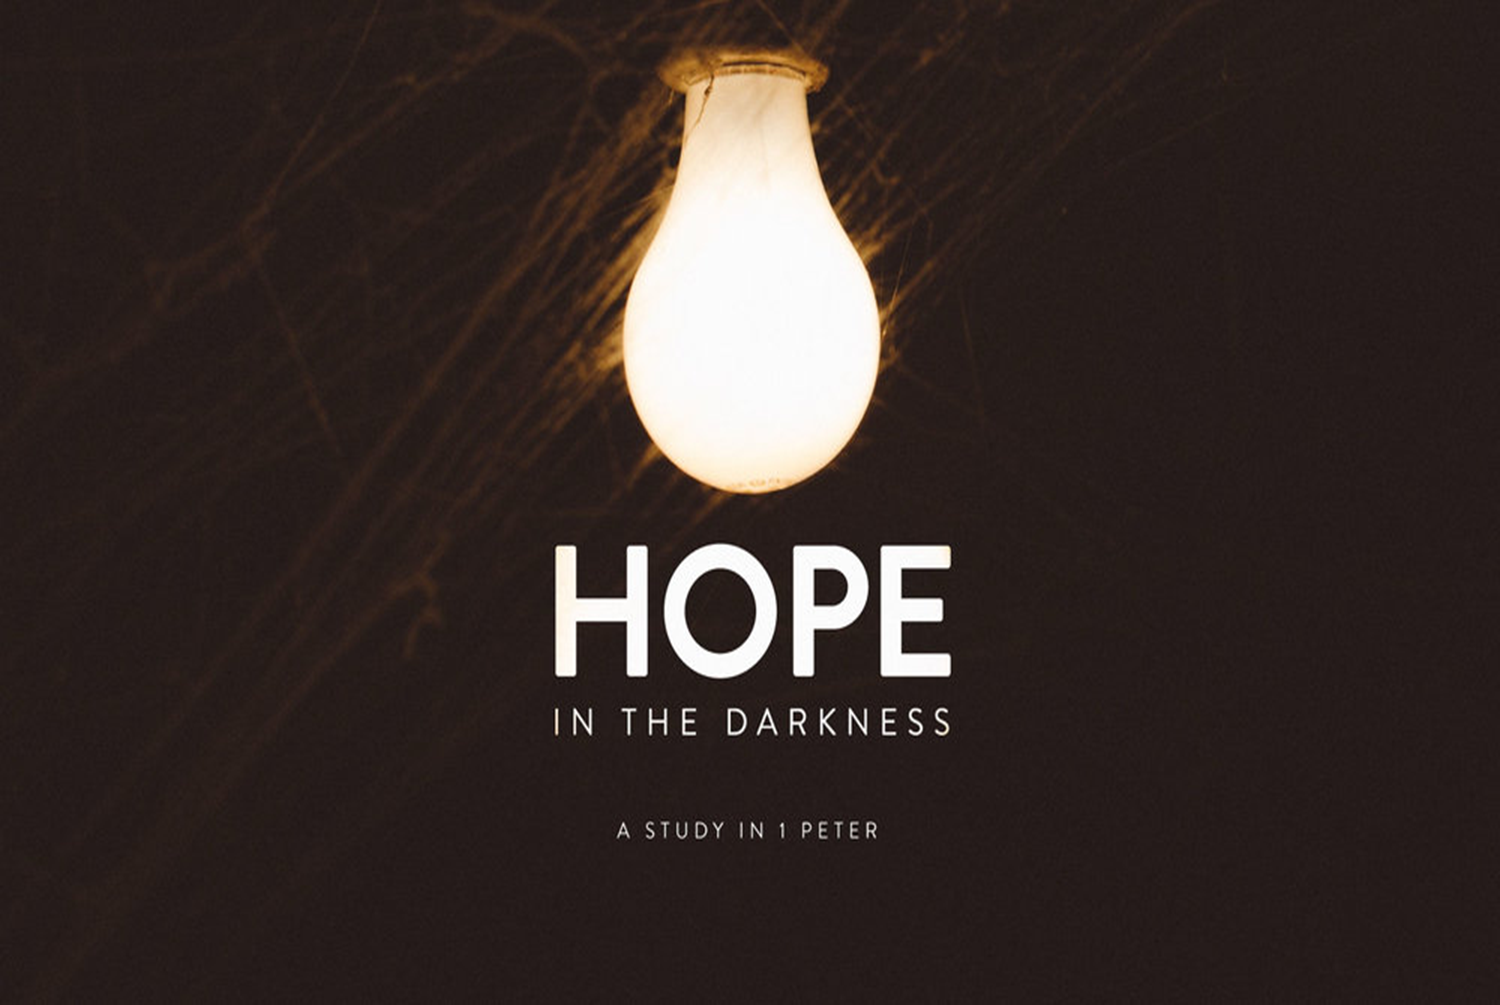 HOPE
IN THE DARKNESS
A STUDY IN 1 PETER